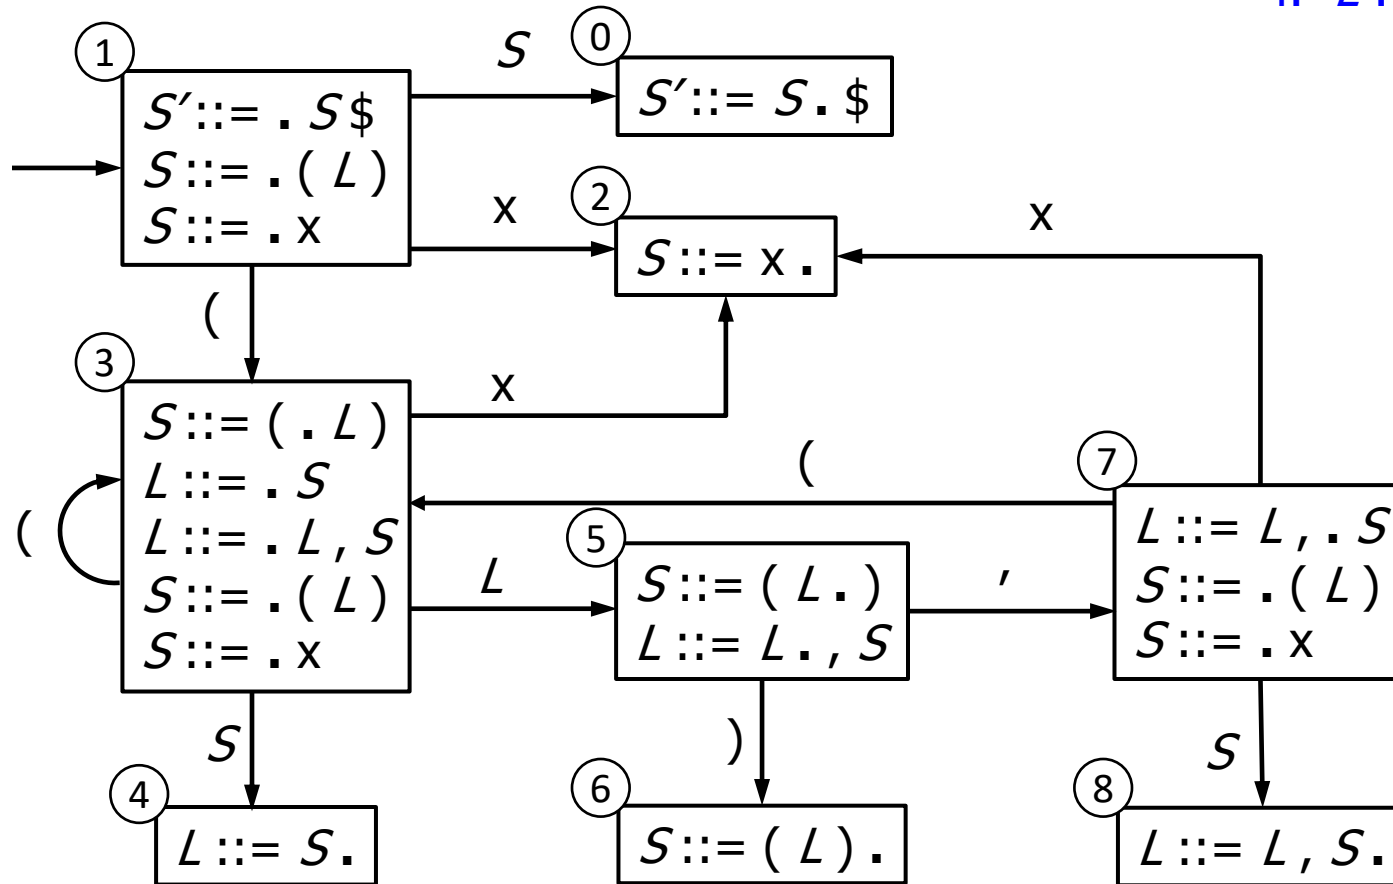 1
S
0
S′::= . S $
S ::= . ( L )
S ::= . x
S′::= S . $
x
2
S ::= x .
x
(
3
x
S ::= ( . L )
L ::= . S
L ::= . L , S
S ::= . ( L )
S ::= . x
(
(
7
L ::= L , . S
S ::= . ( L )
S ::= . x
L
5
S ::= ( L . )
L ::= L . , S
,
S
)
S
4
L ::= S .
6
S ::= ( L ) .
8
L ::= L , S .